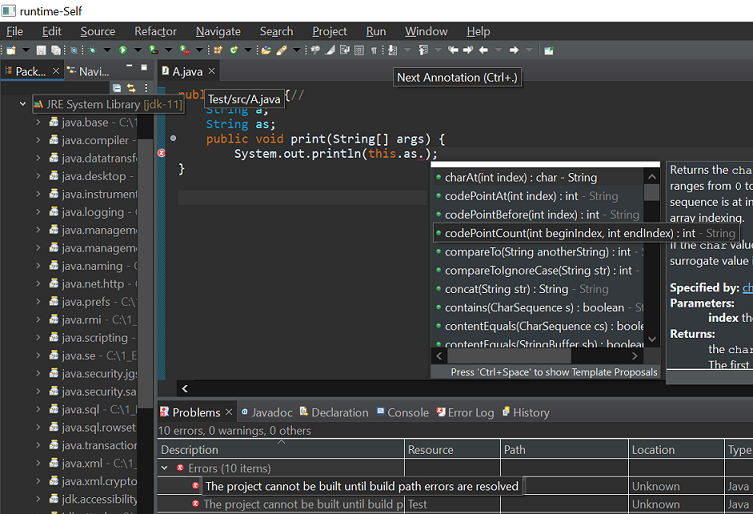 runtime-Self
File Edit Source Refactor Navigate Search Project Run Window Help
Pack... Navi...
A.java
Next Annotation (Ctrl+.)
{//
Test/src/A.java
String a;
String as;
public void print(String[] args) {
System.out.println(this.as.);
}
JRE System Library [jdk-11]
java.base - C:\1
java.compiler -
java.datatransfe
java.desktop -
java.instrument
java.logging -
java.manageme
java.manageme
java.naming -
java.net.http -
java.prefs - C:\1
java.rmi - C:\1_
java.scripting -
java.se - C:\1_E
java.security.jgs
java.security.sa
java.sql - C:\1_
java.sql.rowset
java.transaction
java.xml - C:\1_
java.xml.crypto
jdk.accessibility
charAt(int index) : char - String
codePointAt(int index) : int - String
codePointBefore(int index) : int - String
codePointCount(int beginIndex, int endIndex) : int - String
compareTo(String anotherString) : int -
compareToIgnoreCase(String str) : int -
concat(String str) : String - String
contains(CharSequence s) : boolean - String
contentEquals(CharSequence cs) : boole
contentEquals(StringBuffer sb) : boolea
Press 'Ctrl+Space' to show Template Proposals
Returns the cha
ranges from 0 to
sequence is at in
array indexing.
If the char value
surrogate value
Specified by: ch
Parameters:
index the
Returns:
the char
The first
Problems Javadoc Declaration Console Error Log History
10 errors, 0 warnings, 0 others
Description Resource Path Location Type
Errors (10 items)
The project cannot be built until build path errors are resolved Unknown Java
The project cannot be built until build p Test Unknown Java